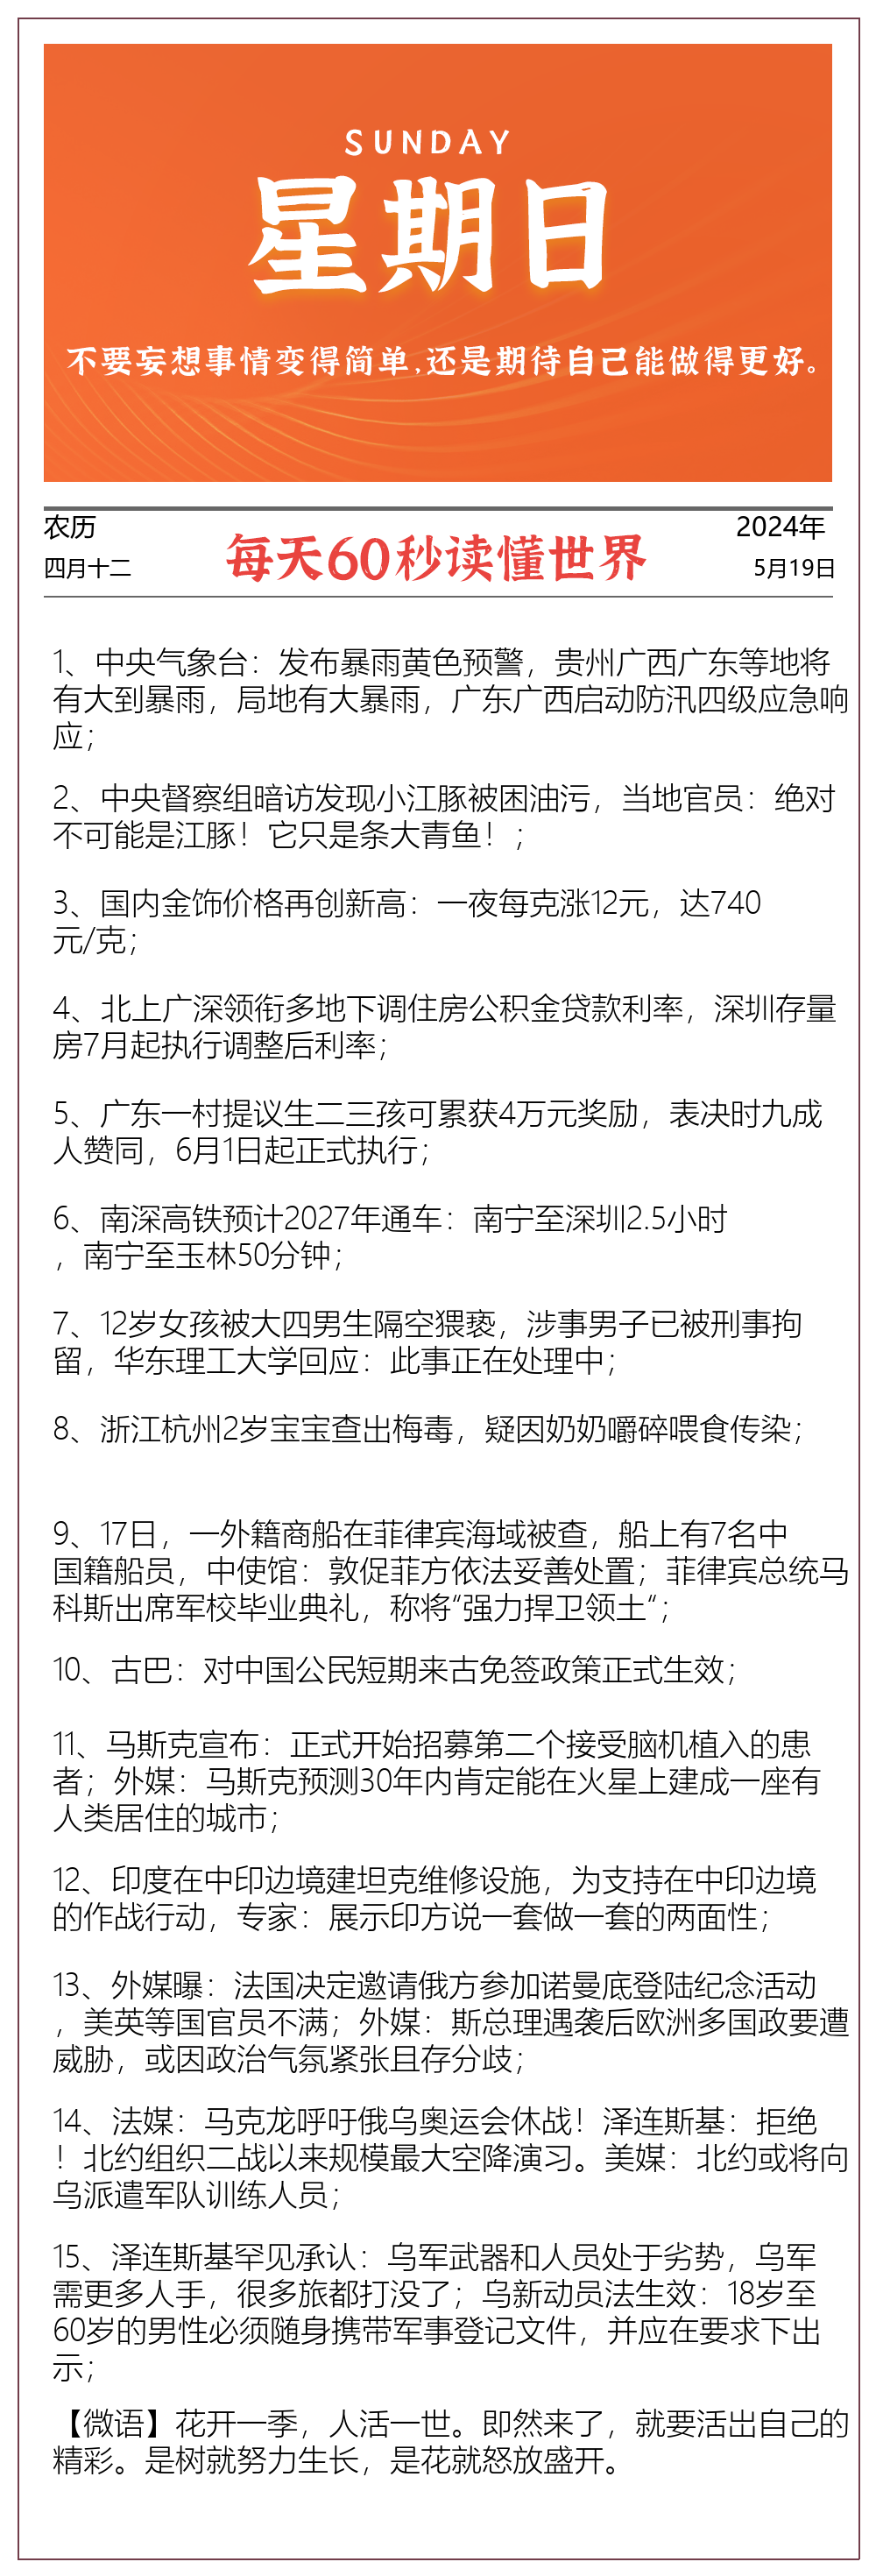 SUNDAY
星期日
不要妄想事情变得简单,还是期待自己能做得更好。
农历
2024年
每天60秒读懂世界
四月十二
5月19日
1、中央气象台：发布暴雨黄色预警，贵州广西广东等地将
有大到暴雨，局地有大暴雨，广东广西启动防汛四级应急响
应；
2、中央督察组暗访发现小江豚被困油污，当地官员：绝对
不可能是江豚！它只是条大青鱼！；
3、国内金饰价格再创新高：一夜每克涨12元，达740
元/克；
4、北上广深领衔多地下调住房公积金贷款利率，深圳存量
房7月起执行调整后利率；
5、广东一村提议生二三孩可累获4万元奖励，表决时九成
人赞同，6月1日起正式执行；
6、南深高铁预计2027年通车：南宁至深圳2.5小时
，南宁至玉林50分钟；
7、12岁女孩被大四男生隔空猥亵，涉事男子已被刑事拘
留，华东理工大学回应：此事正在处理中；
8、浙江杭州2岁宝宝查出梅毒，疑因奶奶嚼碎喂食传染；
9、17日，一外籍商船在菲律宾海域被查，船上有7名中
国籍船员，中使馆：敦促菲方依法妥善处置；菲律宾总统马
科斯出席军校毕业典礼，称将“强力捍卫领土“；
10、古巴：对中国公民短期来古免签政策正式生效；
11、马斯克宣布：正式开始招募第二个接受脑机植入的患
者；外媒：马斯克预测30年内肯定能在火星上建成一座有
人类居住的城市；
12、印度在中印边境建坦克维修设施，为支持在中印边境
的作战行动，专家：展示印方说一套做一套的两面性；
13、外媒曝：法国决定邀请俄方参加诺曼底登陆纪念活动
，美英等国官员不满；外媒：斯总理遇袭后欧洲多国政要遭
威胁，或因政治气氛紧张且存分歧；
14、法媒：马克龙呼吁俄乌奥运会休战！泽连斯基：拒绝
！北约组织二战以来规模最大空降演习。美媒：北约或将向
乌派遣军队训练人员；
15、泽连斯基罕见承认：乌军武器和人员处于劣势，乌军
需更多人手，很多旅都打没了；乌新动员法生效：18岁至
60岁的男性必须随身携带军事登记文件，并应在要求下出
示；
【微语】花开一季，人活一世。即然来了，就要活出自己的
精彩。是树就努力生长，是花就怒放盛开。